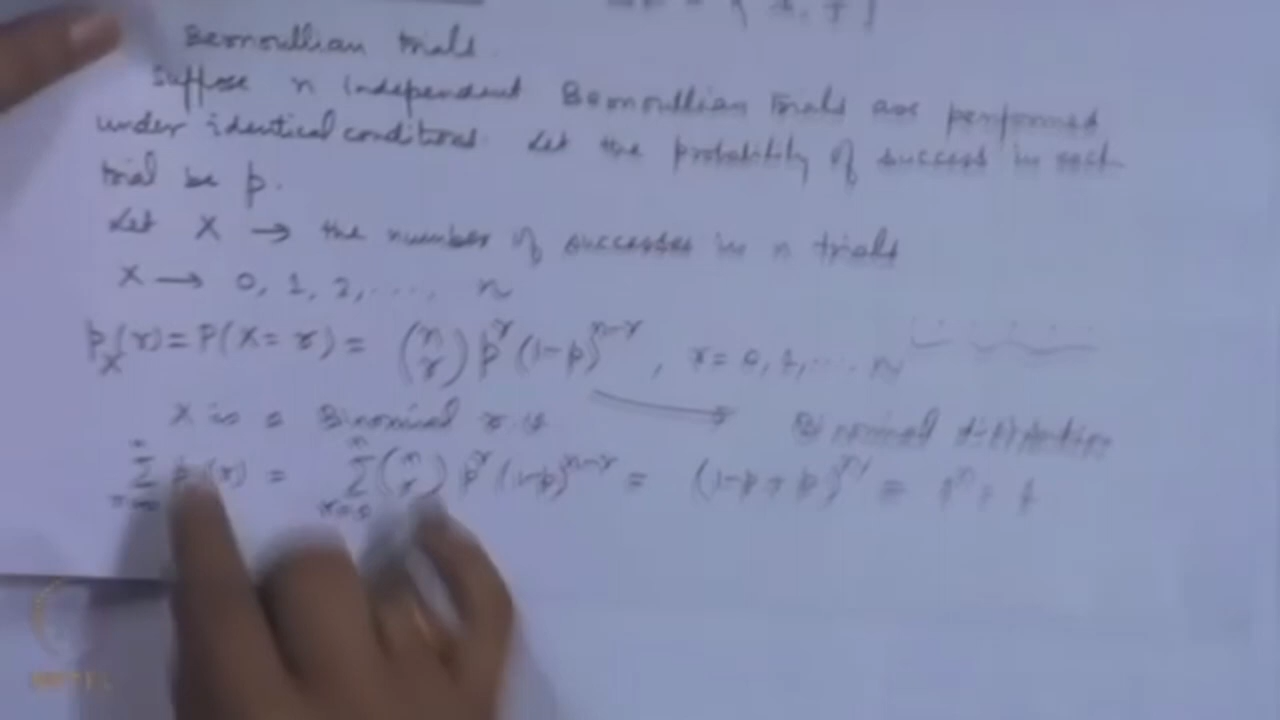 Bernoullian trials.
Suppose n independent Bernoullian trials are performed
under identical conditions. Let the probability of success in each
trial be p.
Let X → the number of successes in n trials
X → 0, 1, 2, ...., n
p_X(r) = P(X = r) = (n r) p^r (1-p)^{n-r}, r = 0, 1, .... n
X is a Binomial r.v. → Binomial distribution
= Σ_{r=0}^{n} (n r) p^r (1-p)^{n-r} = (1-p+p)^n = 1^n = 1